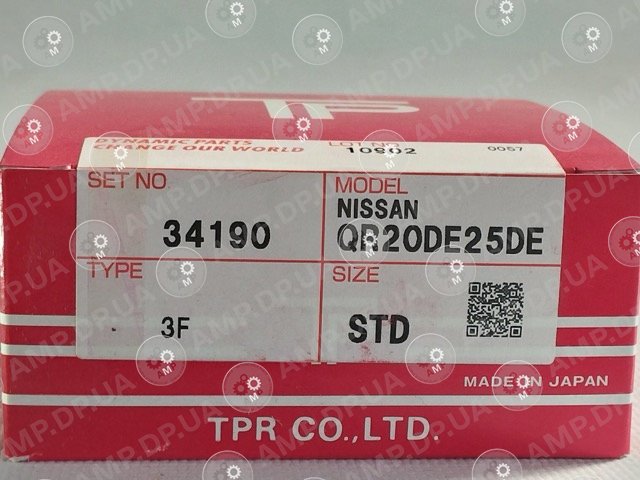 TPR
DYNAMIC PARTS
CHANGE OUR WORLD
LOT NO.
10902
0057
SET NO
34190
MODEL
NISSAN
QR20DE25DE
TYPE
3F
SIZE
STD
MADE IN JAPAN
TPR CO.,LTD.
AMP.DP.UA